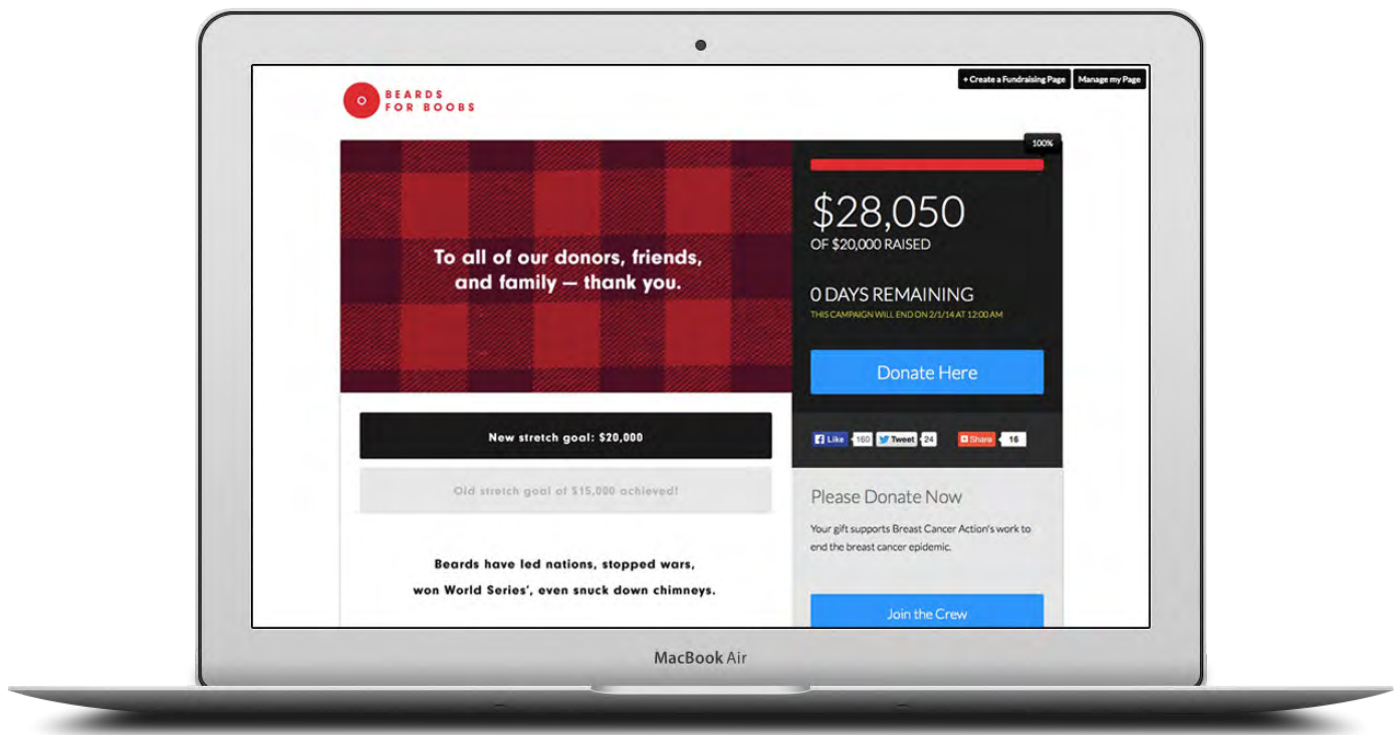 + Create a Fundraising Page
Manage my Page
BEARDS
FOR BOOBS
100%
To all of our donors, friends,
and family — thank you.
$28,050
OF $20,000 RAISED
0 DAYS REMAINING
THIS CAMPAIGN WILL END ON 2/1/14 AT 12:00 AM
Donate Here
New stretch goal: $20,000
Like 160 Tweet 24 Share 16
Old stretch goal of $15,000 achieved!
Please Donate Now
Your gift supports Breast Cancer Action's work to
end the breast cancer epidemic.
Beards have led nations, stopped wars,
won World Series', even snuck down chimneys.
Join the Crew
MacBook Air